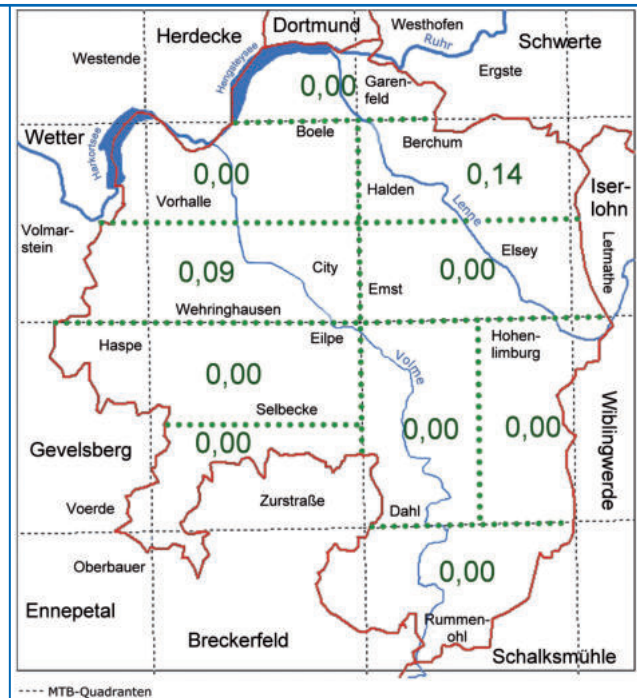 Herdecke
Dortmund
Westhofen
Ruhr
Schwerte
Westende
Hengsteysee
Ergste
0,00
Garen-
feld
Wetter
Harkortsee
Boele
Berchum
0,00
0,14
Iser-
lohn
Vorhalle
Halden
Lenne
Volmar-
stein
Elsey
Letmathe
0,09
City
0,00
Emst
Wehringhausen
Haspe
Eilpe
Hohen-
limburg
Volme
0,00
Selbecke
Gevelsberg
0,00
0,00
0,00
Wiblingwerde
Voerde
Zurstraße
Dahl
Oberbauer
0,00
Ennepetal
Breckerfeld
Rummen-
ohl
Schalksmühle
---- MTB-Quadranten